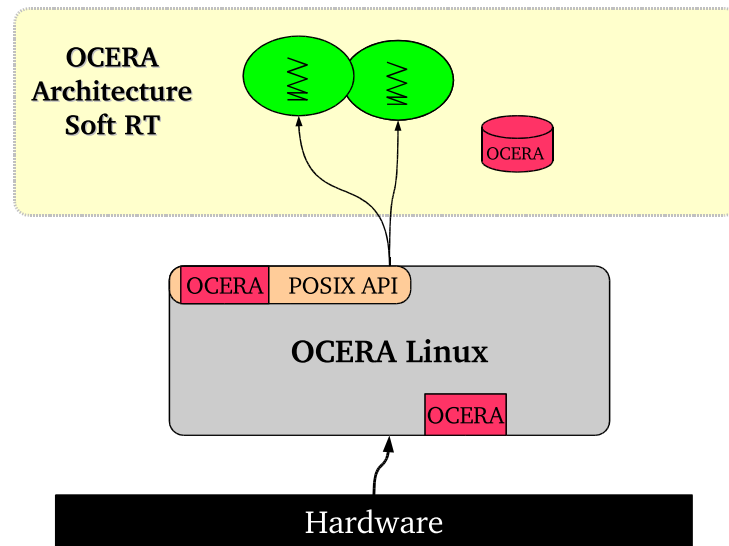 OCERA
Architecture
Soft RT
OCERA
OCERA POSIX API
OCERA Linux
OCERA
Hardware